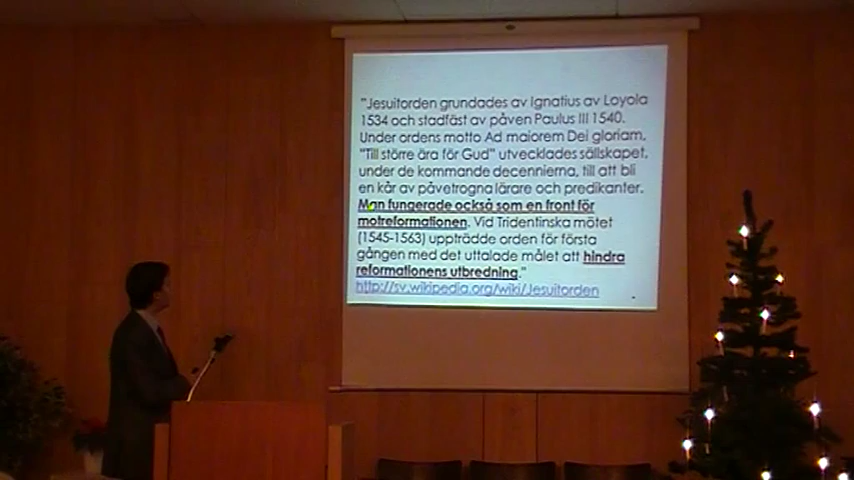 "Jesuitorden grundades av Ignatius av Loyola
1534 och stadfäst av påven Paulus III 1540.
Under ordens motto Ad maiorem Dei gloriam,
"Till större ära för Gud" utvecklades sällskapet,
under de kommande decennierna, till att bli
en kår av påvetrogna lärare och predikanter.
Man fungerade också som en front för
motreformationen. Vid Tridentinska mötet
(1545-1563) uppträdde orden för första
gången med det uttalade målet att hindra
reformationens utbredning."
http://sv.wikipedia.org/wiki/Jesuitorden